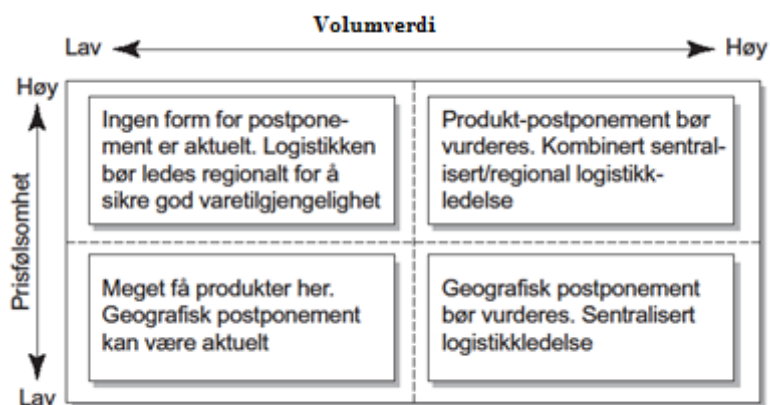 Volumverdi
Lav
Høy
Høy
Ingen form for postpone-
ment er aktuelt. Logistikken
bør ledes regionalt for å
sikre god varetilgjengelighet
Produkt-postponement bør
vurderes. Kombinert sentral-
isert/regional logistikk-
ledelse
Prisfølsomhet
Meget få produkter her.
Geografisk postponement
kan være aktuelt
Geografisk postponement
bør vurderes. Sentralisert
logistikkledelse
Lav